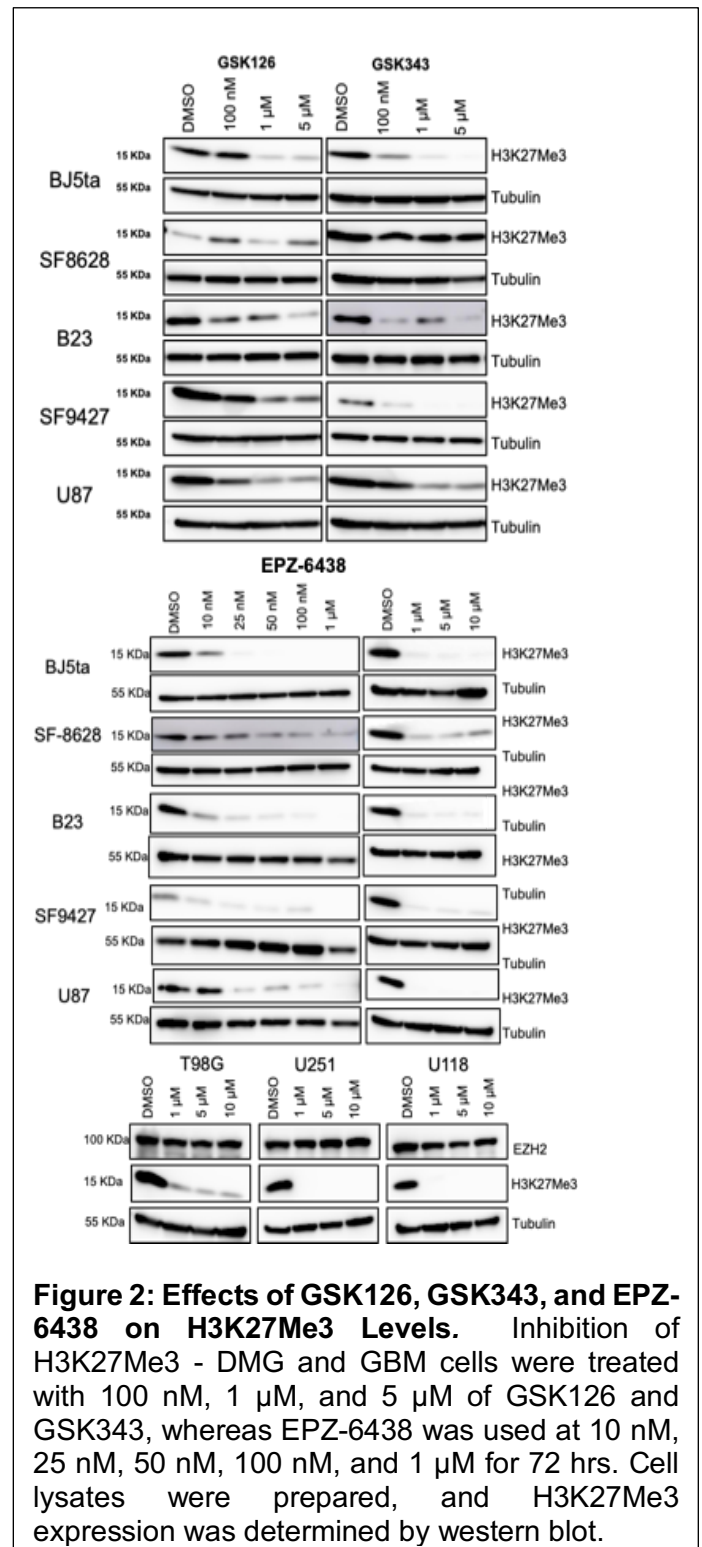 GSK126 GSK343
DMSO 100 nM 1 µM 5 µM DMSO 100 nM 1 µM 5 µM
BJ5ta 15 KDa H3K27Me3
55 KDa Tubulin
SF8628 15 KDa H3K27Me3
55 KDa Tubulin
B23 15 KDa H3K27Me3
55 KDa Tubulin
SF9427 15 KDa H3K27Me3
55 KDa Tubulin
U87 15 KDa H3K27Me3
55 KDa Tubulin
EPZ-6438
DMSO 10 nM 25 nM 50 nM 100 nM 1 µM DMSO 1 µM 5 µM 10 µM
BJ5ta 15 KDa H3K27Me3
55 KDa Tubulin
SF-8628 15 KDa H3K27Me3
55 KDa Tubulin
H3K27Me3
B23 15 KDa Tubulin
55 KDa H3K27Me3
Tubulin
SF9427 15 KDa H3K27Me3
55 KDa Tubulin
U87 15 KDa H3K27Me3
55 KDa Tubulin
T98G U251 U118
DMSO 1 µM 5 µM 10 µM DMSO 1 µM 5 µM 10 µM DMSO 1 µM 5 µM 10 µM
100 KDa EZH2
15 KDa H3K27Me3
55 KDa Tubulin
Figure 2: Effects of GSK126, GSK343, and EPZ-
6438 on H3K27Me3 Levels. Inhibition of
H3K27Me3 - DMG and GBM cells were treated
with 100 nM, 1 µM, and 5 µM of GSK126 and
GSK343, whereas EPZ-6438 was used at 10 nM,
25 nM, 50 nM, 100 nM, and 1 µM for 72 hrs. Cell
lysates were prepared, and H3K27Me3
expression was determined by western blot.